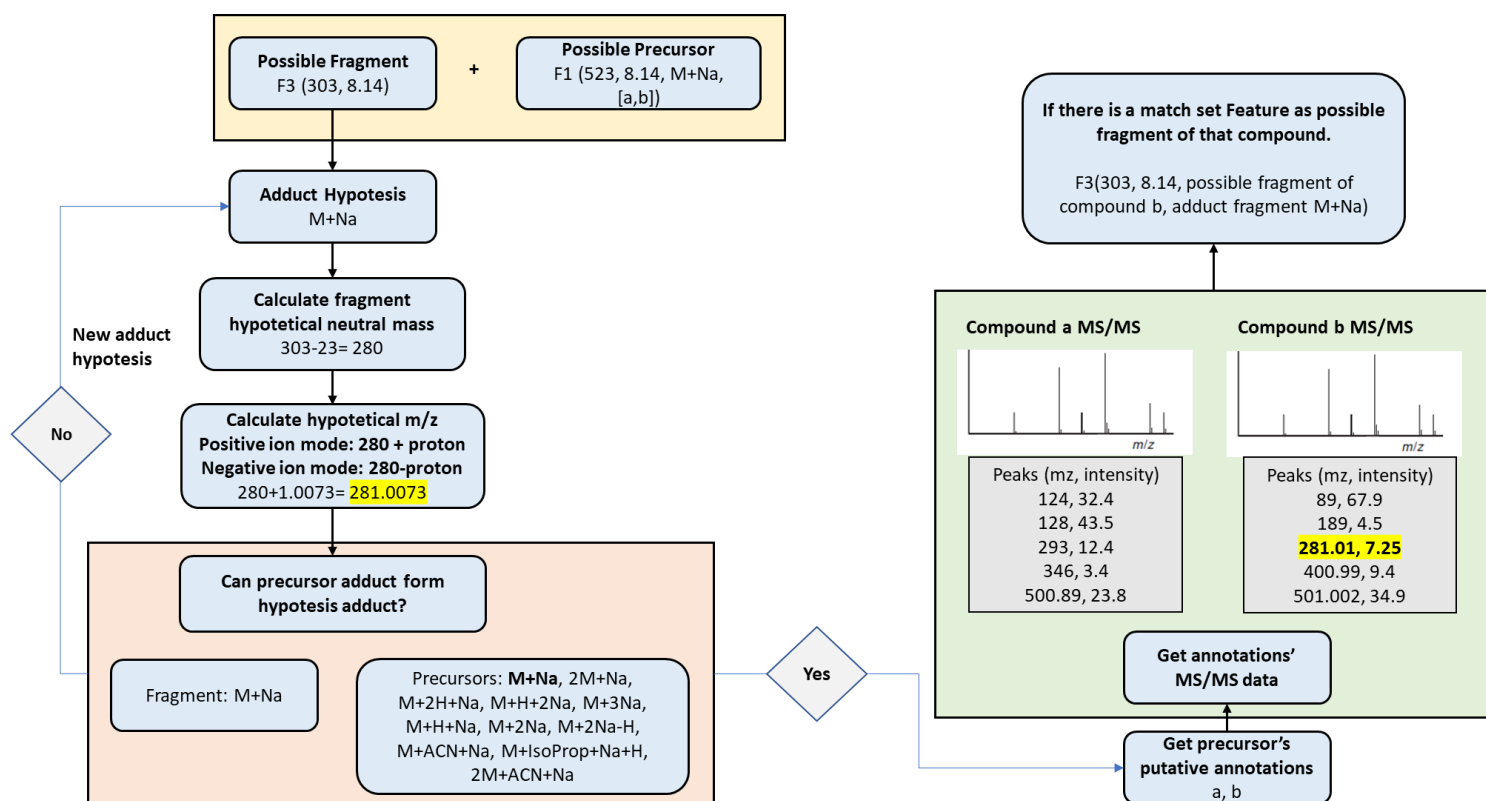 Possible Fragment
F3 (303, 8.14)
+
Possible Precursor
F1 (523, 8.14, M+Na,
[a,b])
Adduct Hypotesis
M+Na
Calculate fragment
hypotetical neutral mass
303-23= 280
New adduct
hypotesis
No
Calculate hypotetical m/z
Positive ion mode: 280 + proton
Negative ion mode: 280-proton
280+1.0073= 281.0073
Can precursor adduct form
hypotesis adduct?
Fragment: M+Na
Precursors: M+Na, 2M+Na,
M+2H+Na, M+H+2Na, M+3Na,
M+H+Na, M+2Na, M+2Na-H,
M+ACN+Na, M+IsoProp+Na+H,
2M+ACN+Na
Yes
Get precursor’s
putative annotations
a, b
Get annotations’
MS/MS data
Compound a MS/MS
m/z
Peaks (mz, intensity)
124, 32.4
128, 43.5
293, 12.4
346, 3.4
500.89, 23.8
Compound b MS/MS
m/z
Peaks (mz, intensity)
89, 67.9
189, 4.5
281.01, 7.25
400.99, 9.4
501.002, 34.9
If there is a match set Feature as possible
fragment of that compound.
F3(303, 8.14, possible fragment of
compound b, adduct fragment M+Na)